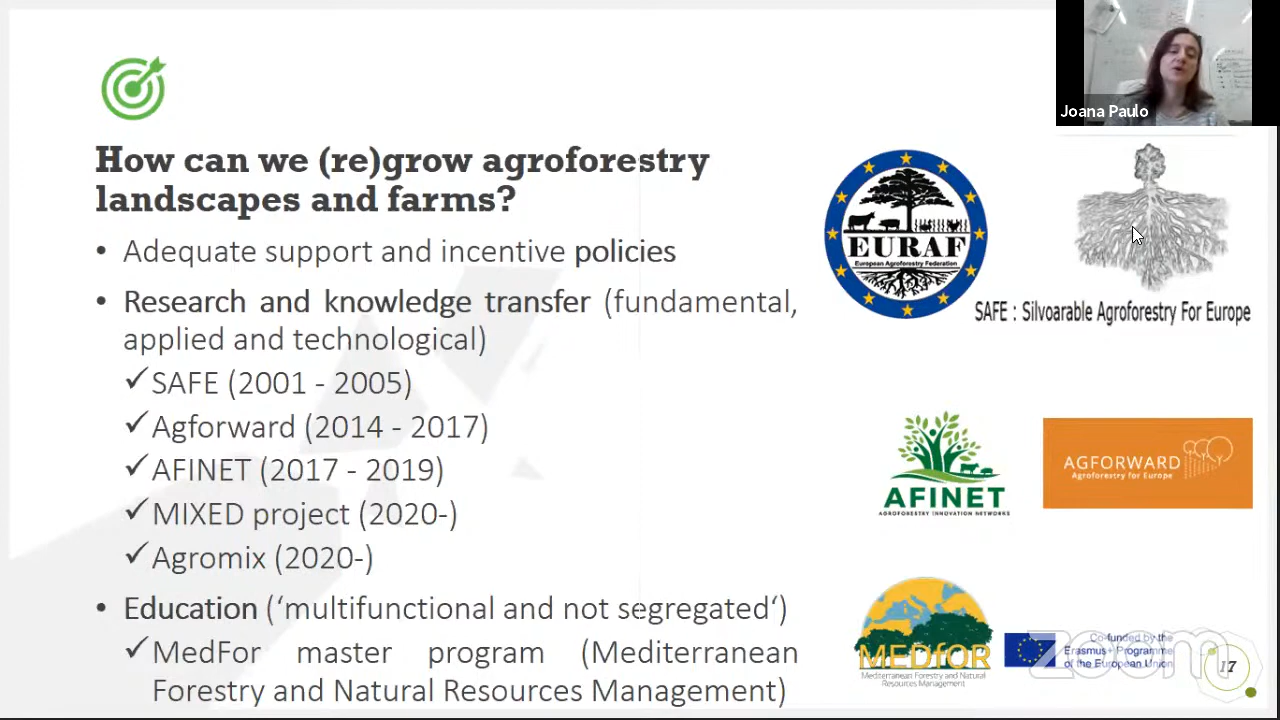 Joana Paulo
How can we (re)grow agroforestry
landscapes and farms?
• Adequate support and incentive policies
• Research and knowledge transfer (fundamental,
applied and technological)
✓SAFE (2001 - 2005)
✓Agforward (2014 - 2017)
✓AFINET (2017 - 2019)
✓MIXED project (2020-)
✓Agromix (2020-)
• Education (‘multifunctional and not segregated‘)
✓MedFor master program (Mediterranean
Forestry and Natural Resources Management)
EURAF
European Agroforestry Federation
SAFE : Silvoarable Agroforestry For Europe
AFINET
AGROFORESTRY INNOVATION NETWORKS
AGFORWARD
Agroforestry for Europe
MEDfOR
Mediterranean Forestry and Natural
Resources Management
Co-funded by the
Erasmus+ Programme
of the European Union
zoom
17